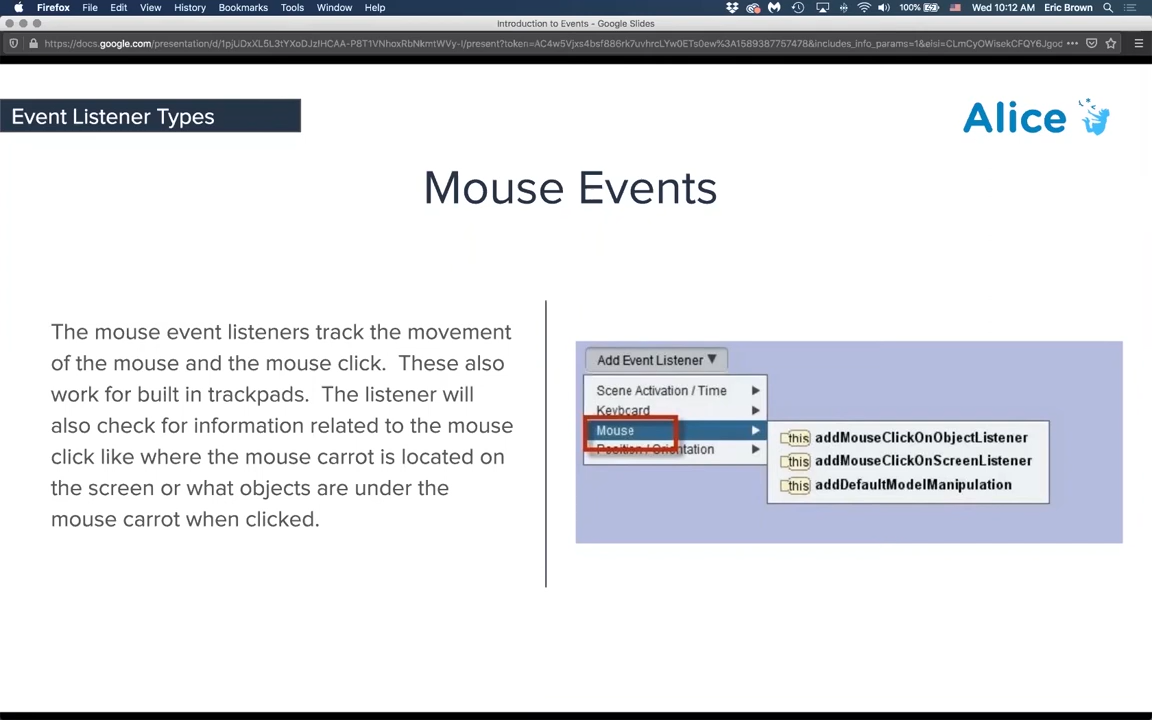 Firefox File Edit View History Bookmarks Tools Window Help 100% Wed 10:12 AM Eric Brown
Introduction to Events - Google Slides
Event Listener Types
Alice
Mouse Events
The mouse event listeners track the movement
of the mouse and the mouse click. These also
work for built in trackpads. The listener will
also check for information related to the mouse
click like where the mouse carrot is located on
the screen or what objects are under the
mouse carrot when clicked.
Add Event Listener
Scene Activation / Time
Keyboard
Mouse
Position / Orientation
this addMouseClickOnObjectListener
this addMouseClickOnScreenListener
this addDefaultModelManipulation